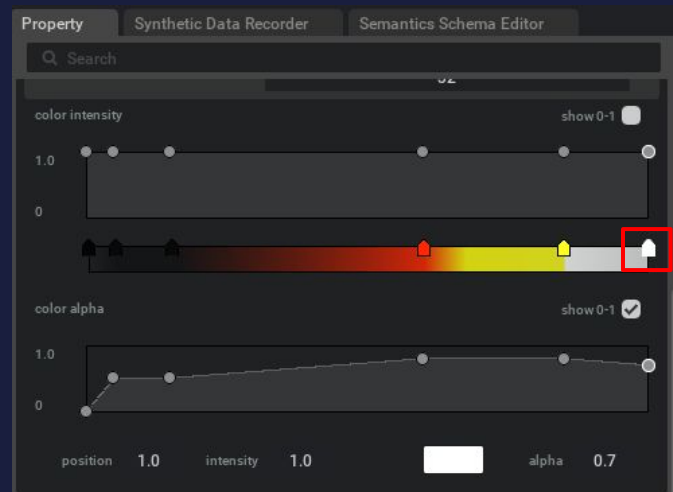 Property Synthetic Data Recorder Semantics Schema Editor
Search
color intensity show 0-1
1.0
0
color alpha show 0-1
1.0
0
position 1.0 intensity 1.0 alpha 0.7